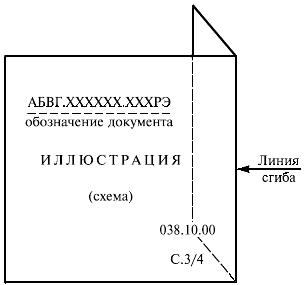 АБВГ.XXXXXX.XXXРЭ
обозначение документа
ИЛЛЮСТРАЦИЯ
Линия
сгиба
(схема)
038.10.00
С.3/4